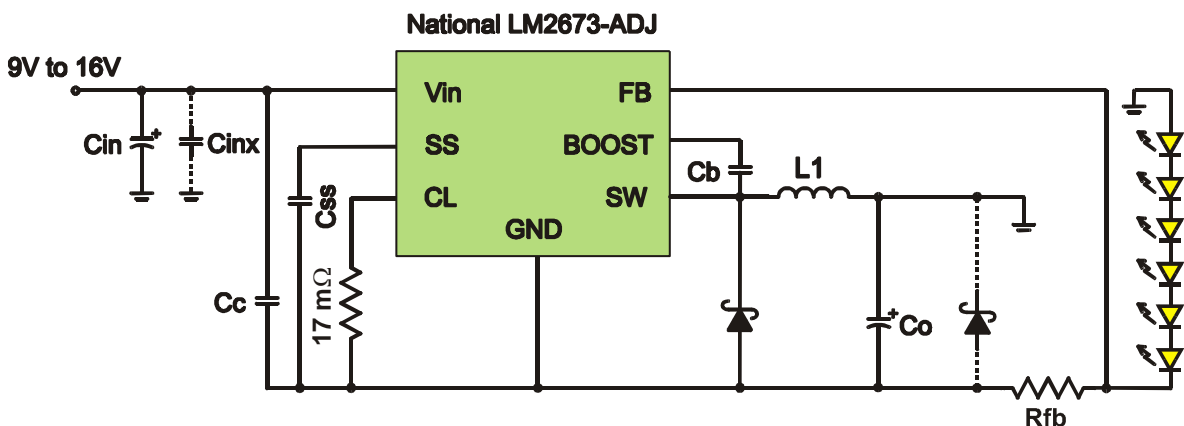 National LM2673-ADJ
9V to 16V
Vin
FB
Cin
+
Cinx
SS
BOOST
Cb
L1
Css
CL
SW
GND
Cc
17 mΩ
+
Co
Rfb